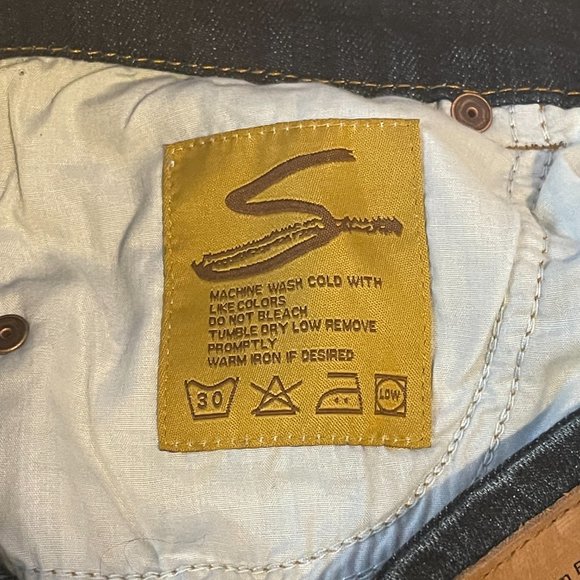 S
MACHINE WASH COLD WITH
LIKE COLORS
DO NOT BLEACH
TUMBLE DRY LOW REMOVE
PROMPTLY
WARM IRON IF DESIRED
30
LOW